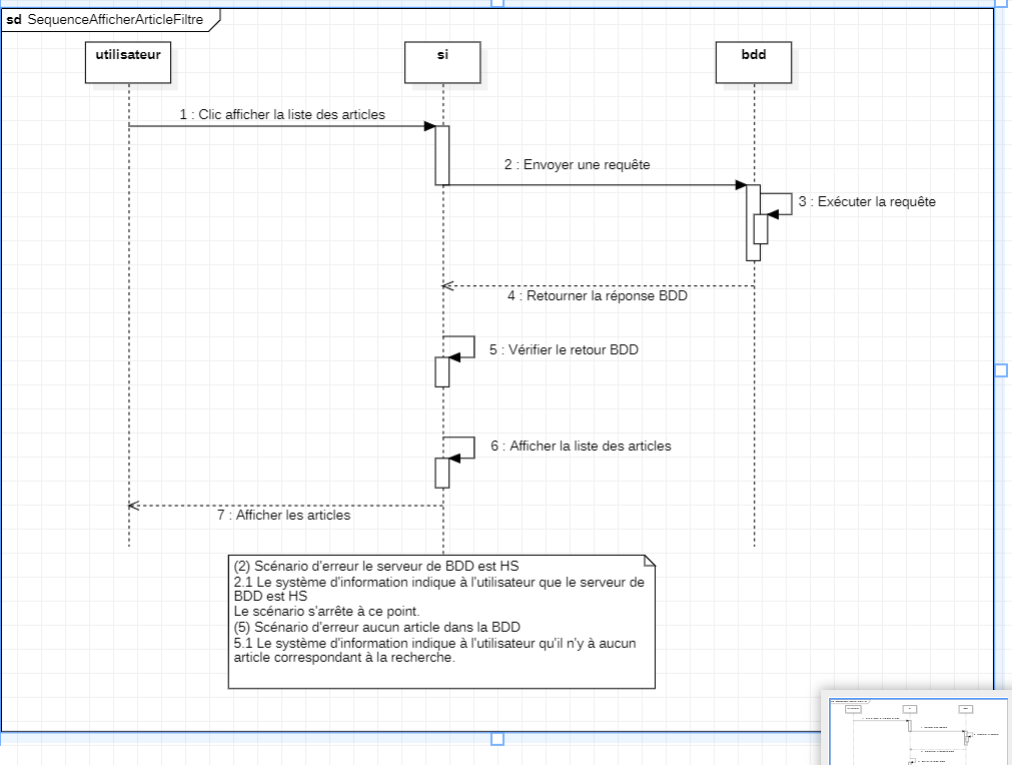 sd SequenceAfficherArticleFiltre
utilisateur
si
bdd
1 : Clic afficher la liste des articles
2 : Envoyer une requête
3 : Exécuter la requête
4 : Retourner la réponse BDD
5 : Vérifier le retour BDD
6 : Afficher la liste des articles
7 : Afficher les articles
(2) Scénario d'erreur le serveur de BDD est HS
2.1 Le système d'information indique à l'utilisateur que le serveur de
BDD est HS
Le scénario s'arrête à ce point.
(5) Scénario d'erreur aucun article dans la BDD
5.1 Le système d'information indique à l'utilisateur qu'il n'y à aucun
article correspondant à la recherche.